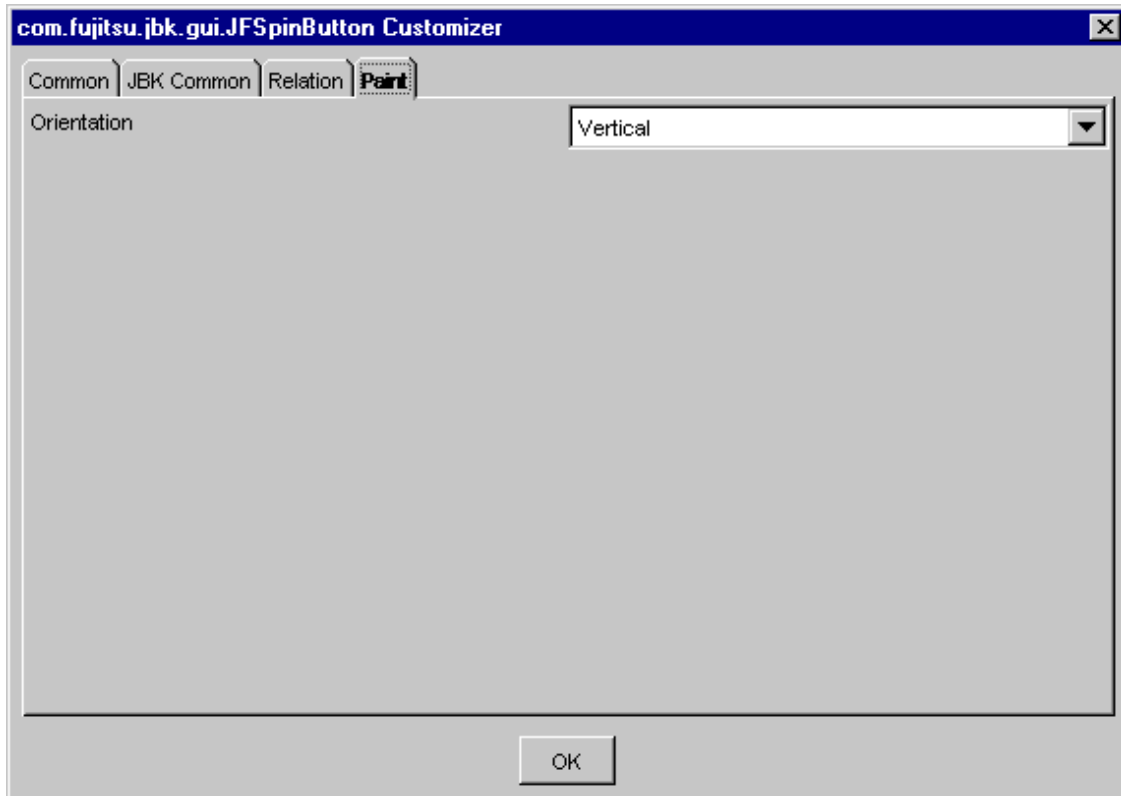 com.fujitsu.jbk.gui.JFSpinButton Customizer
Common JBK Common Relation Paint
Orientation Vertical
OK